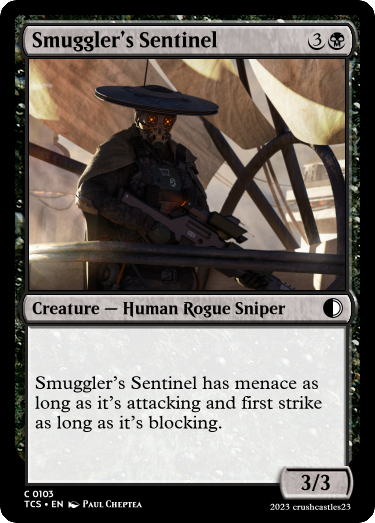 Smuggler's Sentinel 3
Creature — Human Rogue Sniper
Smuggler's Sentinel has menace as
long as it's attacking and first strike
as long as it's blocking.
3/3
C 0103
TCS • EN Paul Cheptea
2023 crushcastles23